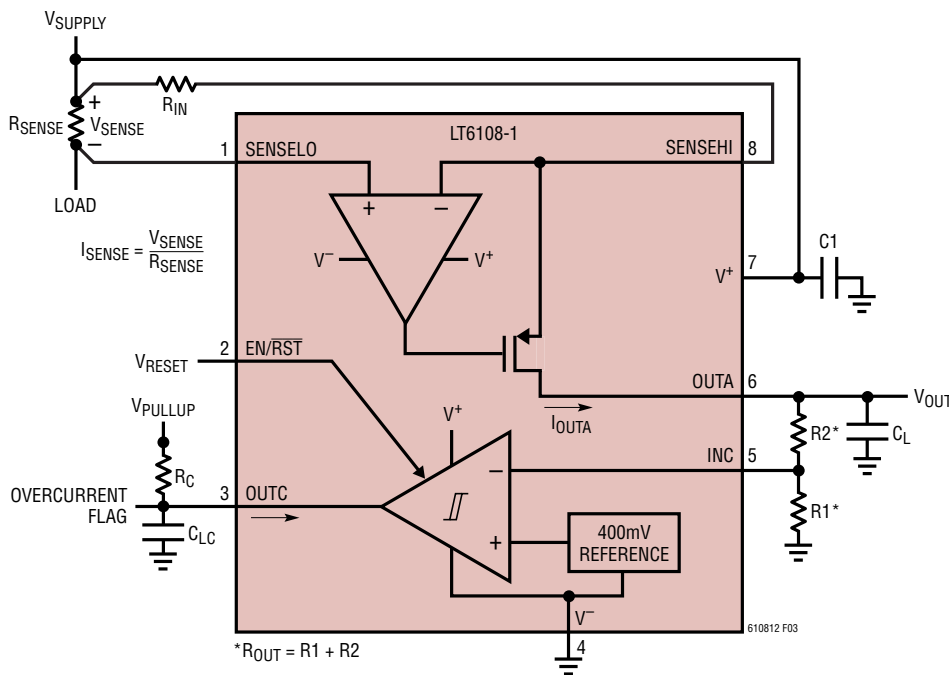 VSUPPLY
RIN
+
RSENSE
VSENSE
–
LOAD
ISENSE = VSENSE
RSENSE
LT6108-1
1 SENSELO
SENSEHI 8
+ –
V– V+
C1
V+ 7
2 EN/RST
VRESET
VPULLUP
RC
OUTA 6
VOUT
IOUTA
V+
R2*
CL
INC 5
–
OVERCURRENT
FLAG
3 OUTC
CLC
+
400mV
REFERENCE
R1*
V–
4
610812 F03
*ROUT = R1 + R2